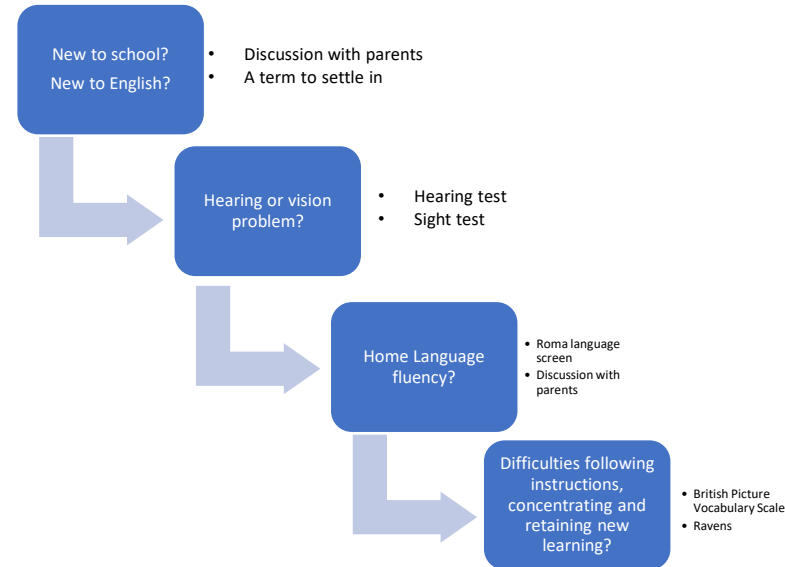 New to school?
New to English?
• Discussion with parents
• A term to settle in
Hearing or vision
problem?
• Hearing test
• Sight test
Home Language
fluency?
• Roma language
screen
• Discussion with
parents
Difficulties following
instructions,
concentrating and
retaining new
learning?
• British Picture
Vocabulary Scale
• Ravens